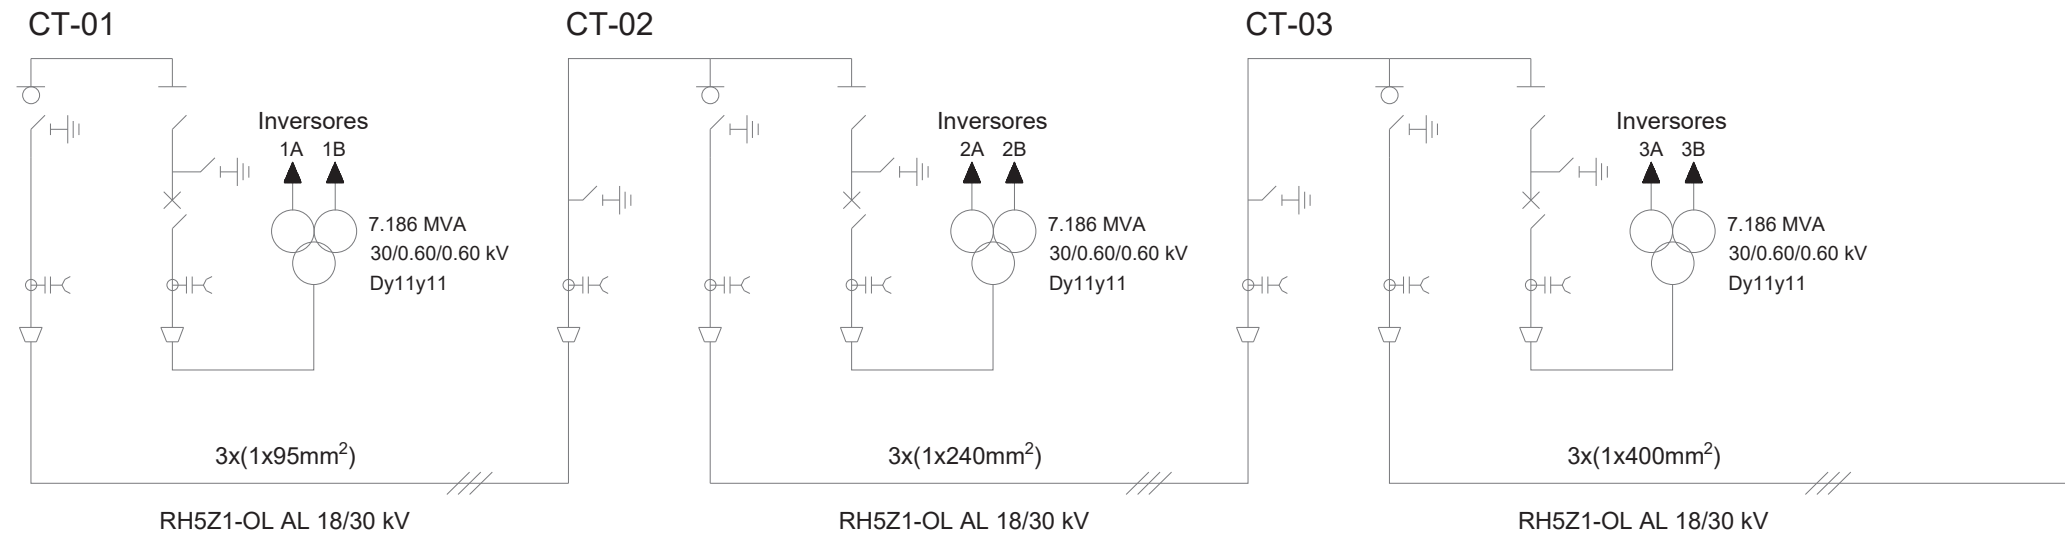 CT-01
CT-02
CT-03
Inversores
1A 1B
7.186 MVA
30/0.60/0.60 kV
Dy11y11
Inversores
2A 2B
7.186 MVA
30/0.60/0.60 kV
Dy11y11
Inversores
3A 3B
7.186 MVA
30/0.60/0.60 kV
Dy11y11
3x(1x95mm²)
RH5Z1-OL AL 18/30 kV
3x(1x240mm²)
RH5Z1-OL AL 18/30 kV
3x(1x400mm²)
RH5Z1-OL AL 18/30 kV